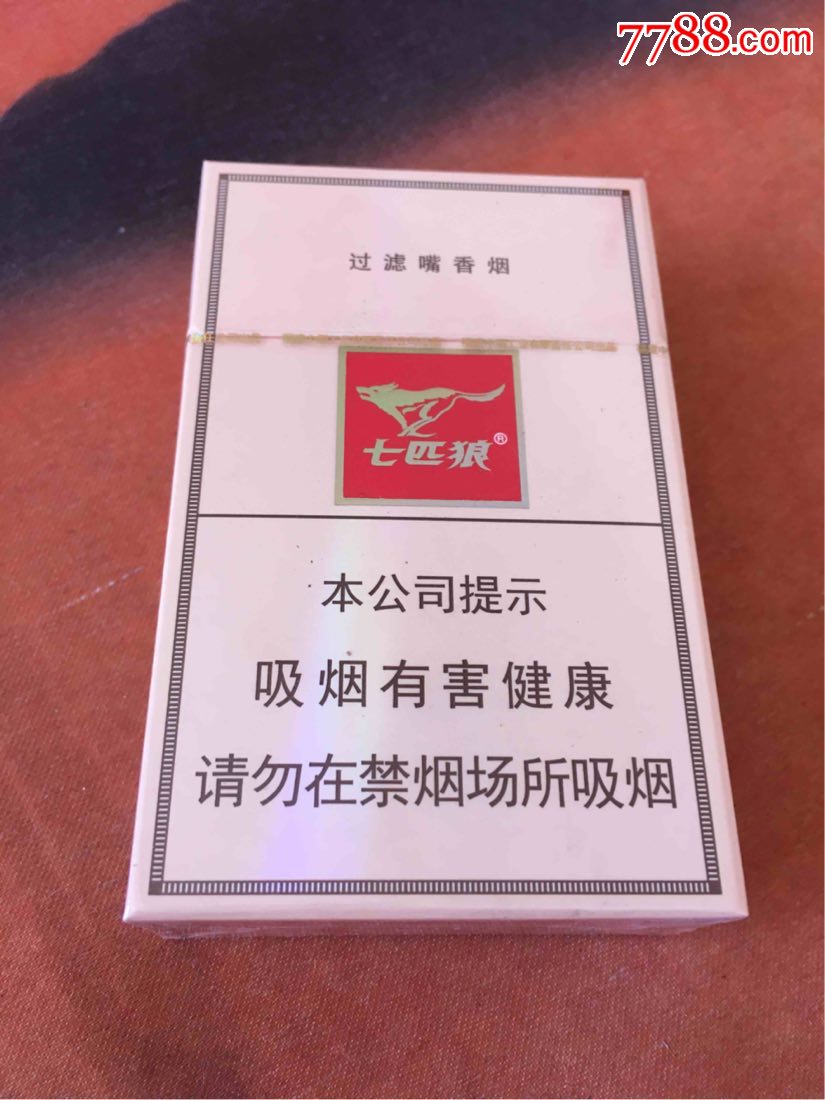 7788.com
过滤嘴香烟
七匹狼®
本公司提示
吸烟有害健康
请勿在禁烟场所吸烟